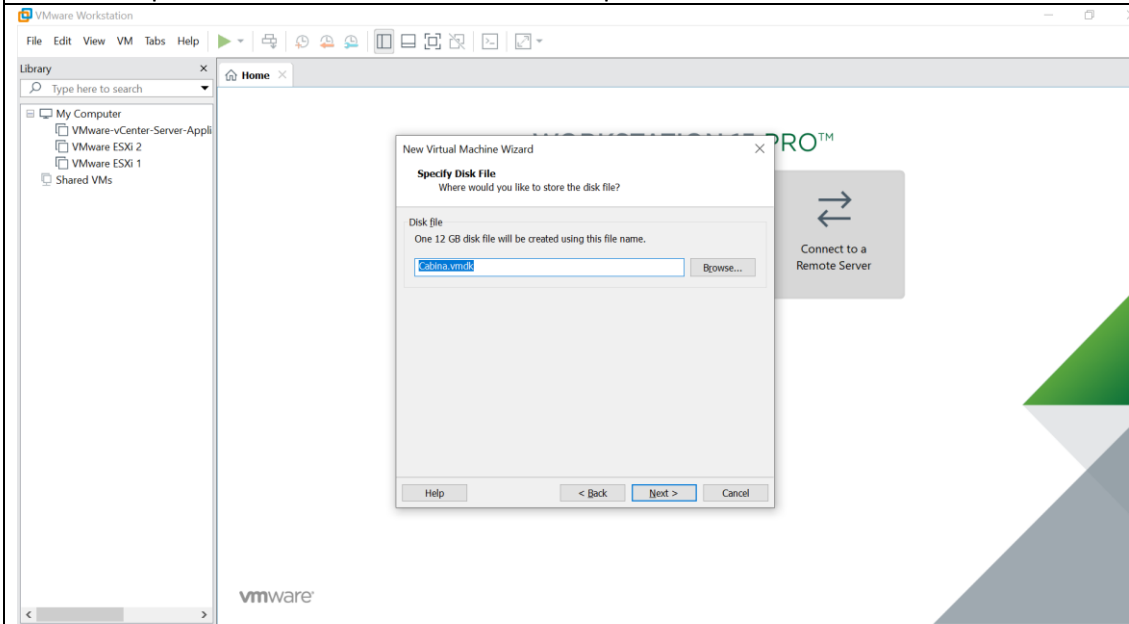 VMware Workstation
File Edit View VM Tabs Help
Library
Home
Type here to search
My Computer
VMware-vCenter-Server-Appli
VMware ESXi 2
VMware ESXi 1
Shared VMs
PRO™
New Virtual Machine Wizard
Specify Disk File
Where would you like to store the disk file?
Disk file
One 12 GB disk file will be created using this file name.
Cabina.vmdk
Browse...
Connect to a
Remote Server
Help
< Back
Next >
Cancel
vmware